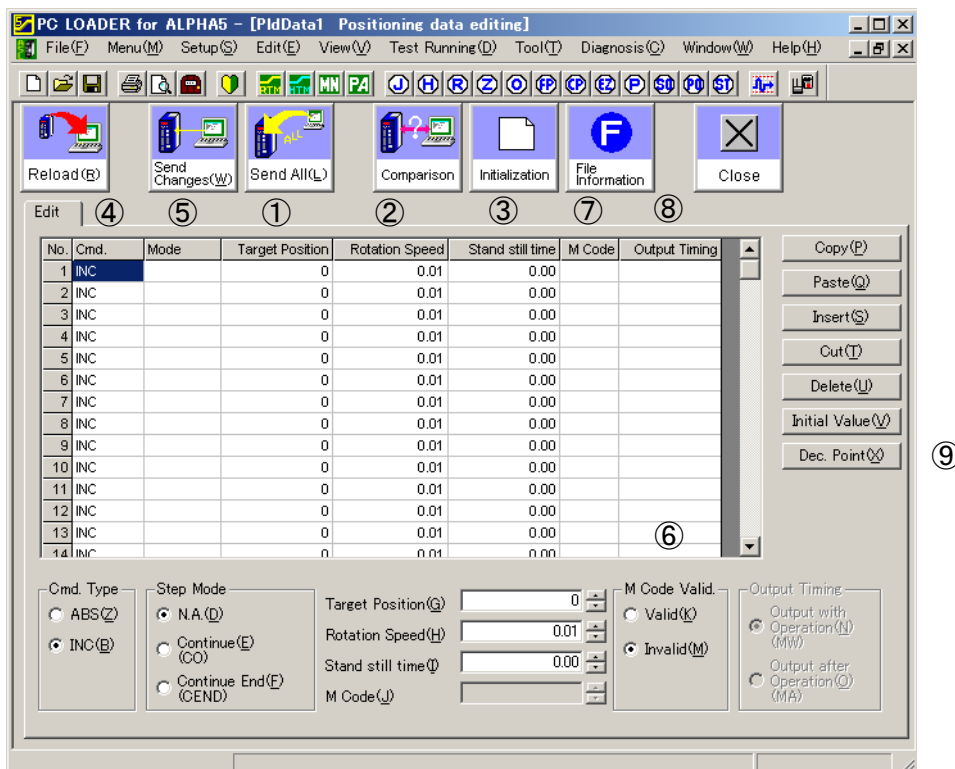 PC LOADER for ALPHA5 - [PldData1 Positioning data editing]
File(F) Menu(M) Setup(S) Edit(E) View(V) Test Running(D) Tool(T) Diagnosis(C) Window(W) Help(H)
RTM HTM MN PA J H R Z O FP CP EZ P SQ PO ST
ALL ? F
Reload(R) Send Changes(W) Send All(L) Comparison Initialization File Information Close
Edit ④ ⑤ ① ② ③ ⑦ ⑧
No. Cmd. Mode Target Position Rotation Speed Stand still time M Code Output Timing
1 INC 0 0.01 0.00
2 INC 0 0.01 0.00
3 INC 0 0.01 0.00
4 INC 0 0.01 0.00
5 INC 0 0.01 0.00
6 INC 0 0.01 0.00
7 INC 0 0.01 0.00
8 INC 0 0.01 0.00
9 INC 0 0.01 0.00
10 INC 0 0.01 0.00
11 INC 0 0.01 0.00
12 INC 0 0.01 0.00
13 INC 0 0.01 0.00
14 INC 0 0.01 0.00
⑥
Copy(P)
Paste(Q)
Insert(S)
Cut(T)
Delete(U)
Initial Value(V)
Dec. Point(X)
⑨
Cmd. Type
ABS(Z)
INC(B)
Step Mode
N.A.(D)
Continue(E)
(CO)
Continue End(F)
(CEND)
Target Position(G) 0
Rotation Speed(H) 0.01
Stand still time(I) 0.00
M Code(J)
M Code Valid.
Valid(K)
Invalid(M)
Output Timing
Output with
Operation(N)
(MW)
Output after
Operation(O)
(MA)